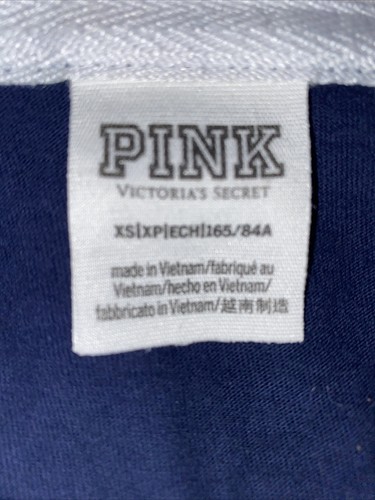 PINK
VICTORIA'S SECRET
XS|XP|ECH|165/84A
made in Vietnam/fabriqué au
Vietnam/hecho en Vietnam/
fabbricato in Vietnam/越南制造